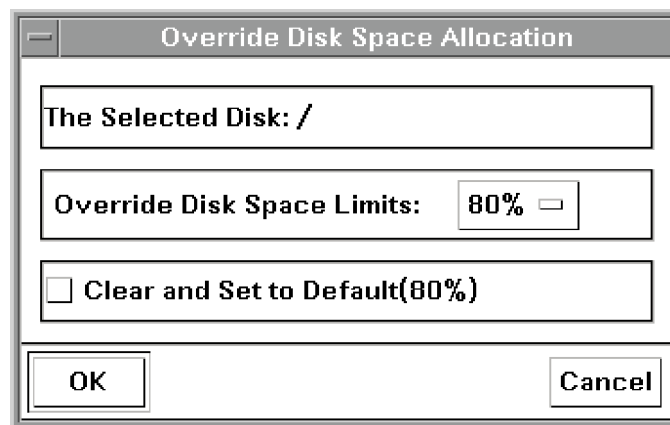 Override Disk Space Allocation
The Selected Disk: /
Override Disk Space Limits: 80%
Clear and Set to Default(80%)
OK Cancel